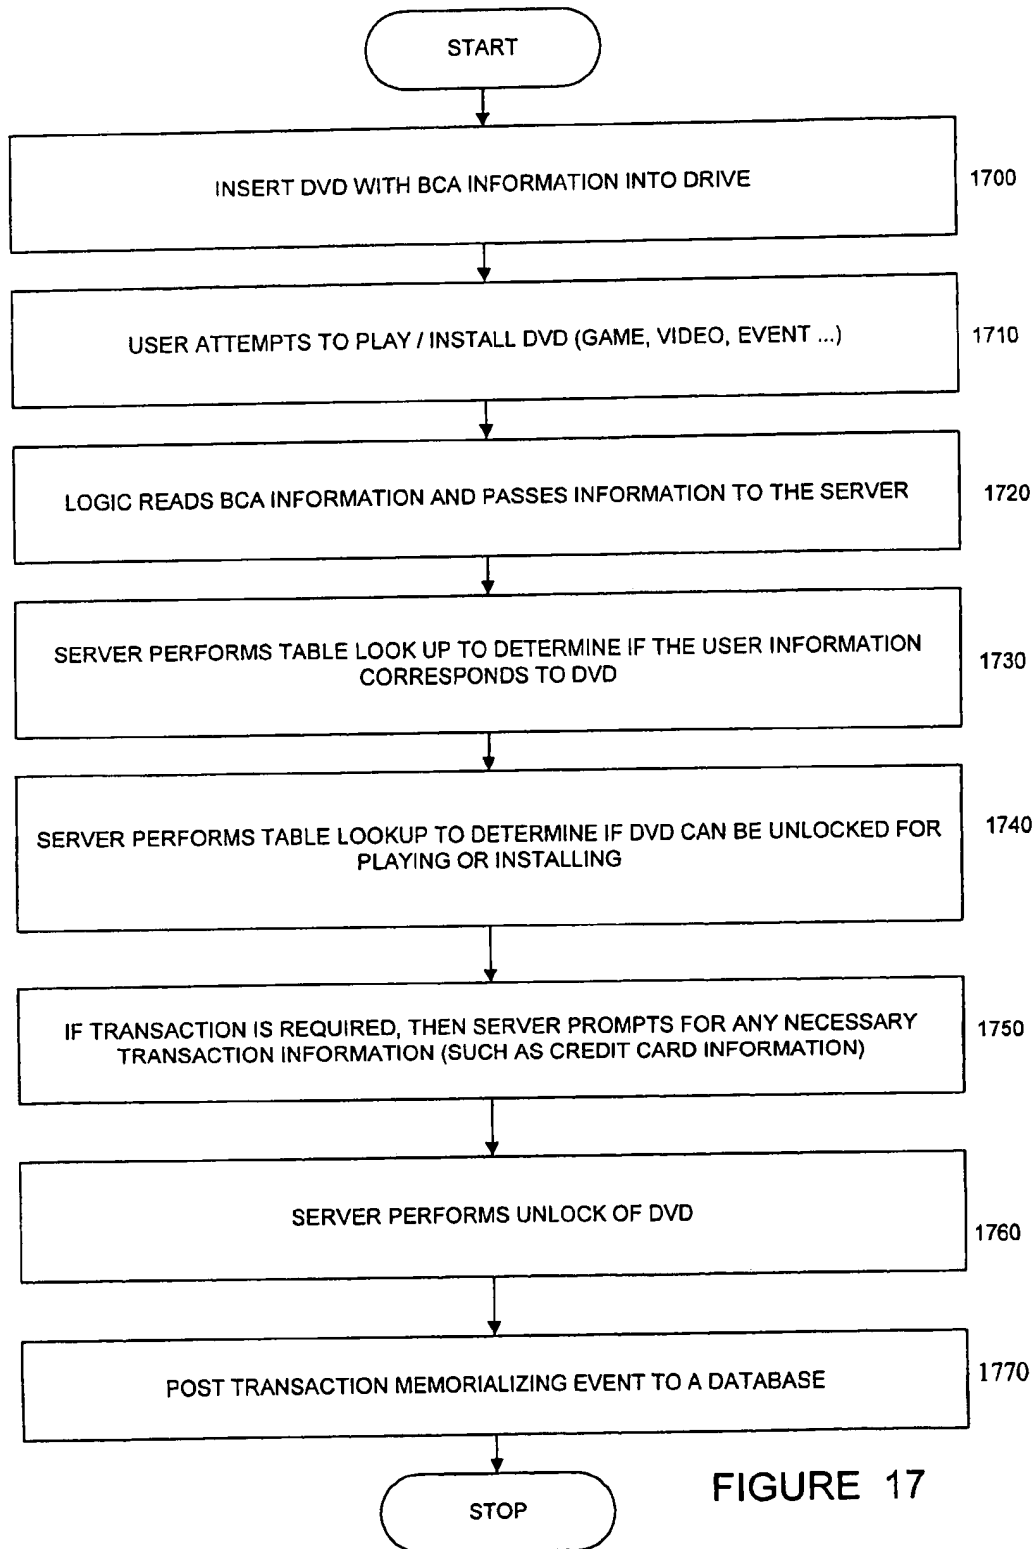 START
INSERT DVD WITH BCA INFORMATION INTO DRIVE
1700
USER ATTEMPTS TO PLAY / INSTALL DVD (GAME, VIDEO, EVENT ...)
1710
LOGIC READS BCA INFORMATION AND PASSES INFORMATION TO THE SERVER
1720
SERVER PERFORMS TABLE LOOK UP TO DETERMINE IF THE USER INFORMATION
CORRESPONDS TO DVD
1730
SERVER PERFORMS TABLE LOOKUP TO DETERMINE IF DVD CAN BE UNLOCKED FOR
PLAYING OR INSTALLING
1740
IF TRANSACTION IS REQUIRED, THEN SERVER PROMPTS FOR ANY NECESSARY
TRANSACTION INFORMATION (SUCH AS CREDIT CARD INFORMATION)
1750
SERVER PERFORMS UNLOCK OF DVD
1760
POST TRANSACTION MEMORIALIZING EVENT TO A DATABASE
1770
STOP
FIGURE 17